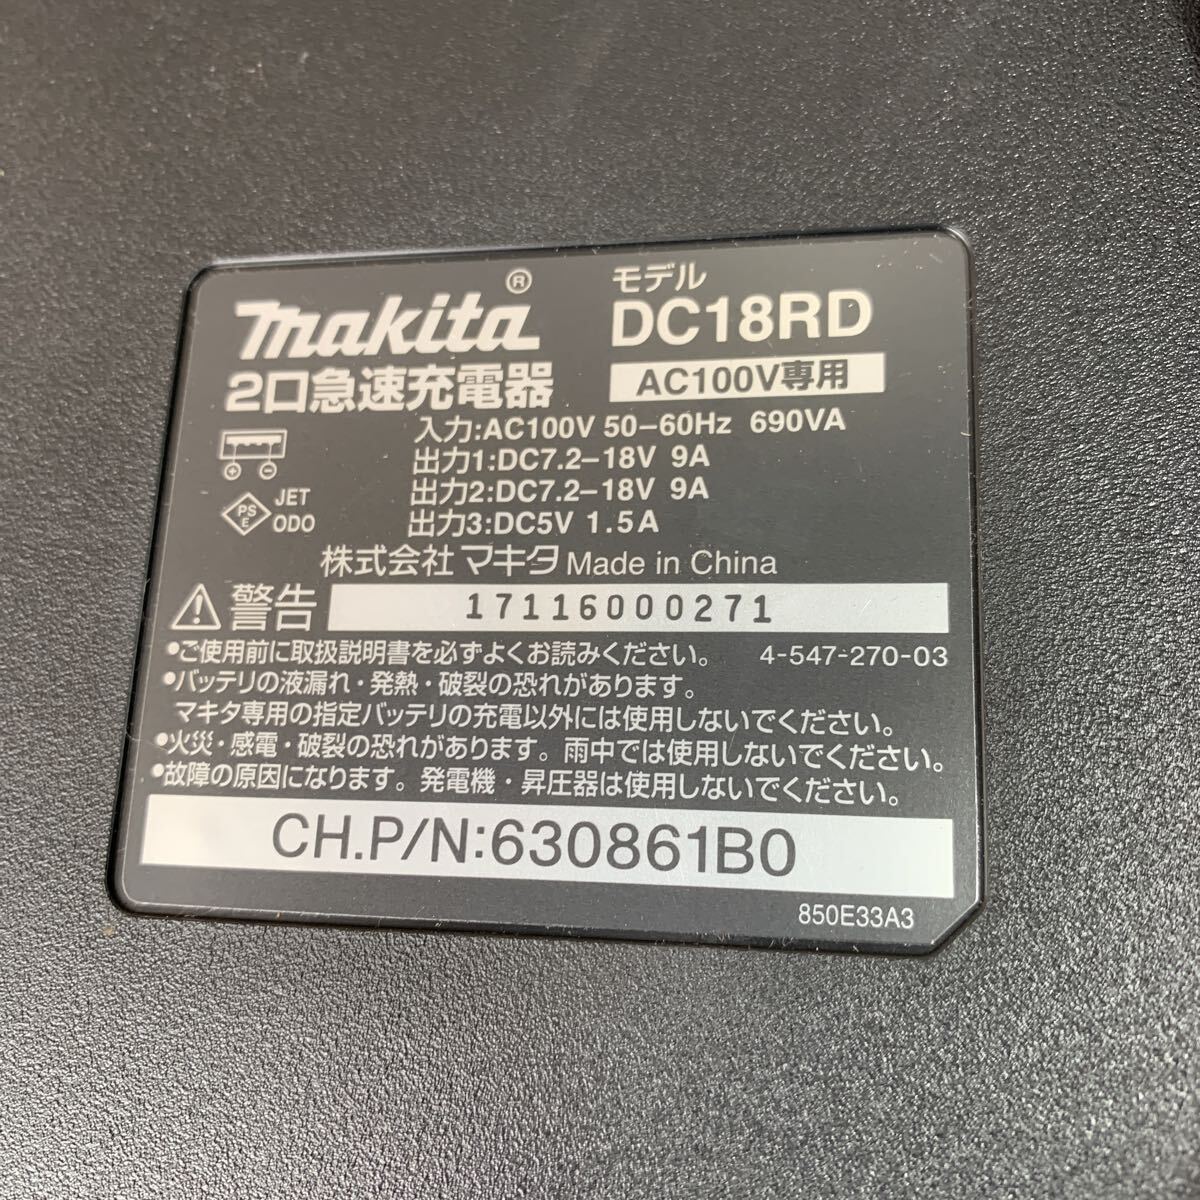 makita®
モデル
DC18RD
2口急速充電器
AC100V専用
入力:AC100V 50-60Hz 690VA
出力1:DC7.2-18V 9A
出力2:DC7.2-18V 9A
出力3:DC5V 1.5A
PS E JET
ODO
株式会社 マキタ Made in China
警告 17116000271
•ご使用前に取扱説明書を必ずよくお読みください。 4-547-270-03
•バッテリの液漏れ・発熱・破裂の恐れがあります。
マキタ専用の指定バッテリの充電以外には使用しないでください。
•火災・感電・破裂の恐れがあります。雨中では使用しないでください。
•故障の原因になります。発電機・昇圧器は使用しないでください。
CH.P/N:630861B0
850E33A3